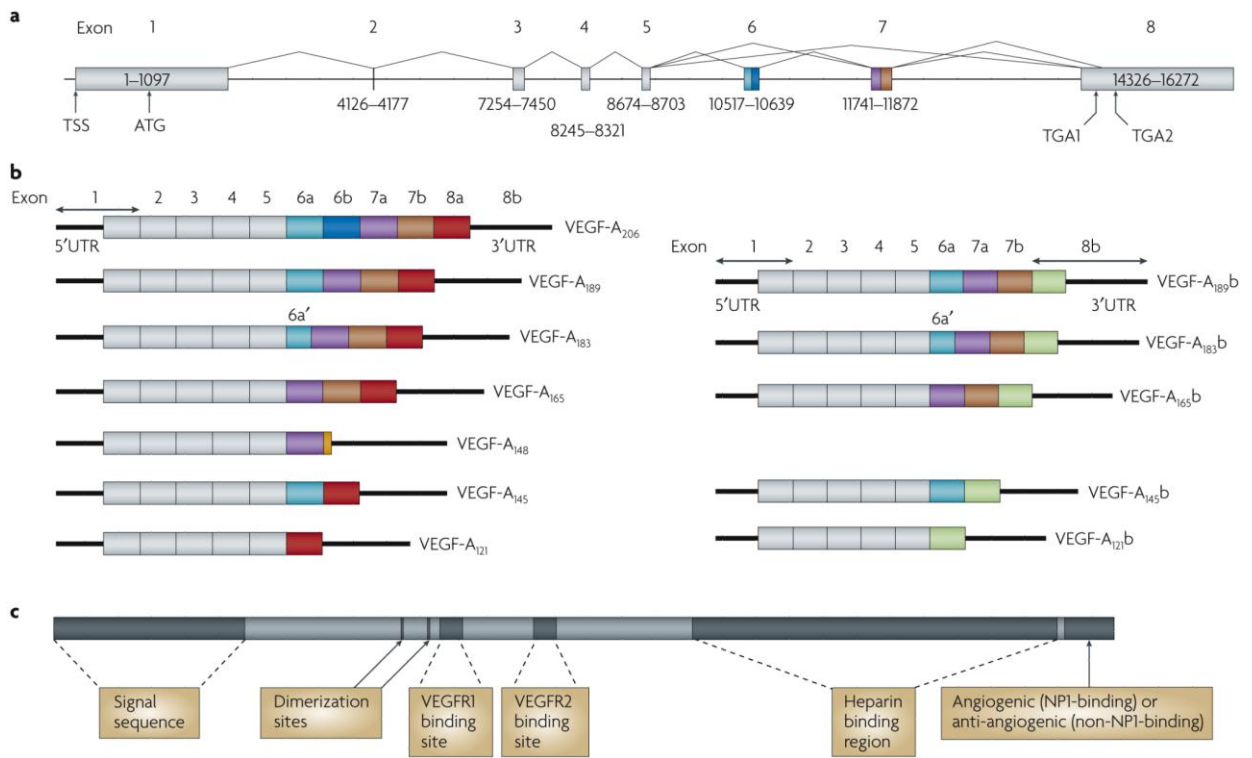 a
Exon 1 2 3 4 5 6 7 8
1–1097 14326–16272
4126–4177 7254–7450 8674–8703 10517–10639 11741–11872
8245–8321
TSS ATG TGA1 TGA2
b
Exon 1 2 3 4 5 6a 6b 7a 7b 8a 8b
5′UTR 3′UTR VEGF-A206
VEGF-A189
6a′
VEGF-A183
VEGF-A165
VEGF-A148
VEGF-A145
VEGF-A121
Exon 1 2 3 4 5 6a 7a 7b 8b
VEGF-A189b
5′UTR 3′UTR
6a′
VEGF-A183b
VEGF-A165b
VEGF-A145b
VEGF-A121b
c
Signal
sequence
Dimerization
sites
VEGFR1
binding
site
VEGFR2
binding
site
Heparin
binding
region
Angiogenic (NP1-binding) or
anti-angiogenic (non-NP1-binding)